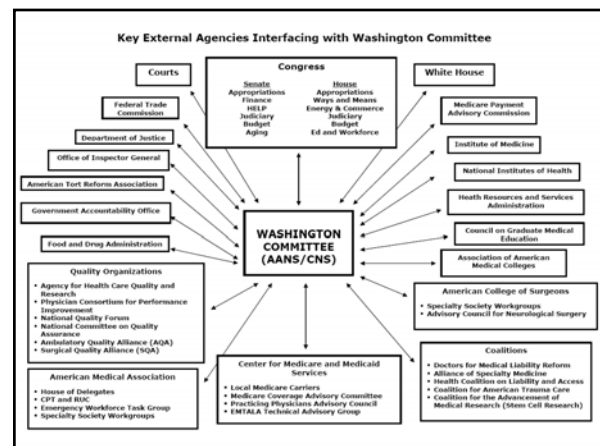 Key External Agencies Interfacing with Washington Committee
Courts
Congress
Senate
Appropriations
Finance
HELP
Judiciary
Budget
Aging
House
Appropriations
Ways and Means
Energy & Commerce
Judiciary
Budget
Ed and Workforce
White House
Federal Trade
Commission
Department of Justice
Office of Inspector General
American Tort Reform Association
Government Accountability Office
Food and Drug Administration
Medicare Payment
Advisory Commission
Institute of Medicine
National Institutes of Health
Heath Resources and Services
Administration
Council on Graduate Medical
Education
Association of American
Medical Colleges
WASHINGTON
COMMITTEE
(AANS/CNS)
Quality Organizations
• Agency for Health Care Quality and
Research
• Physician Consortium for Performance
Improvement
• National Quality Forum
• National Committee on Quality
Assurance
• Ambulatory Quality Alliance (AQA)
• Surgical Quality Alliance (SQA)
American College of Surgeons
• Specialty Society Workgroups
• Advisory Council for Neurological Surgery
American Medical Association
• House of Delegates
• CPT and RUC
• Emergency Workforce Task Group
• Specialty Society Workgroups
Center for Medicare and Medicaid
Services
• Local Medicare Carriers
• Medicare Coverage Advisory Committee
• Practicing Physicians Advisory Council
• EMTALA Technical Advisory Group
Coalitions
• Doctors for Medical Liability Reform
• Alliance of Specialty Medicine
• Health Coalition on Liability and Access
• Coalition for American Trauma Care
• Coalition for the Advancement of
Medical Research (Stem Cell Research)